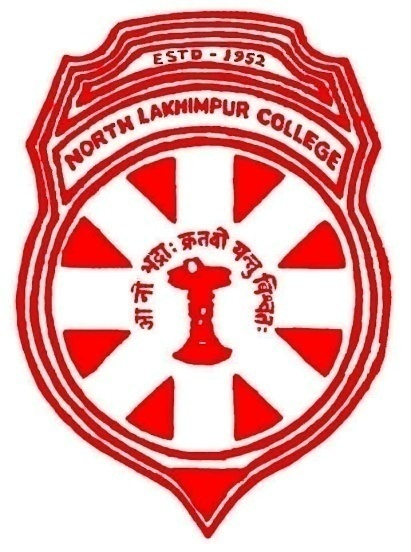 ESTD - 1952
NORTH LAKHIMPUR COLLEGE
आ नो भद्राः क्रतवो यन्तु विश्वतः